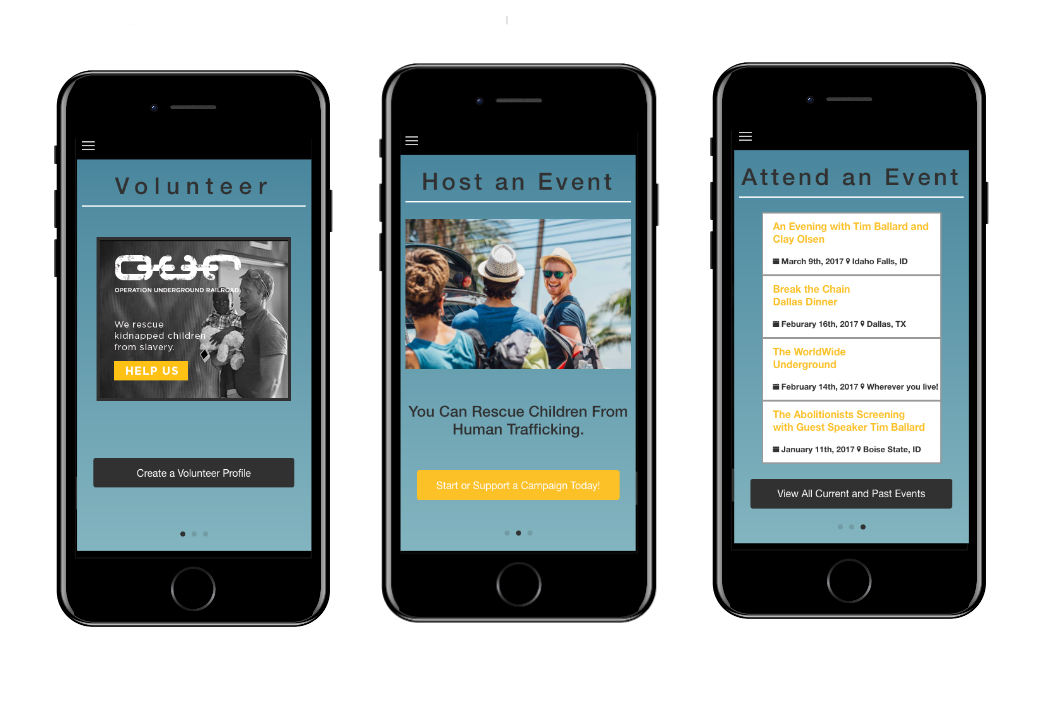 Volunteer
OUR
OPERATION UNDERGROUND RAILROAD
We rescue
kidnapped children
from slavery.
HELP US
Create a Volunteer Profile
Host an Event
You Can Rescue Children From
Human Trafficking.
Start or Support a Campaign Today!
Attend an Event
An Evening with Tim Ballard and
Clay Olsen
March 9th, 2017 Idaho Falls, ID
Break the Chain
Dallas Dinner
Feburary 16th, 2017 Dallas, TX
The WorldWide
Underground
February 14th, 2017 Wherever you live!
The Abolitionists Screening
with Guest Speaker Tim Ballard
January 11th, 2017 Boise State, ID
View All Current and Past Events